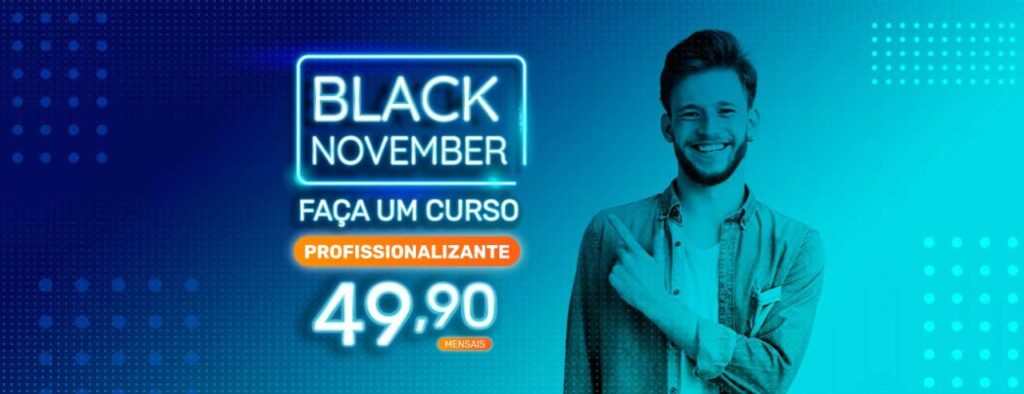 BLACK
NOVEMBER
FAÇA UM CURSO
PROFISSIONALIZANTE
49,90
MENSAIS